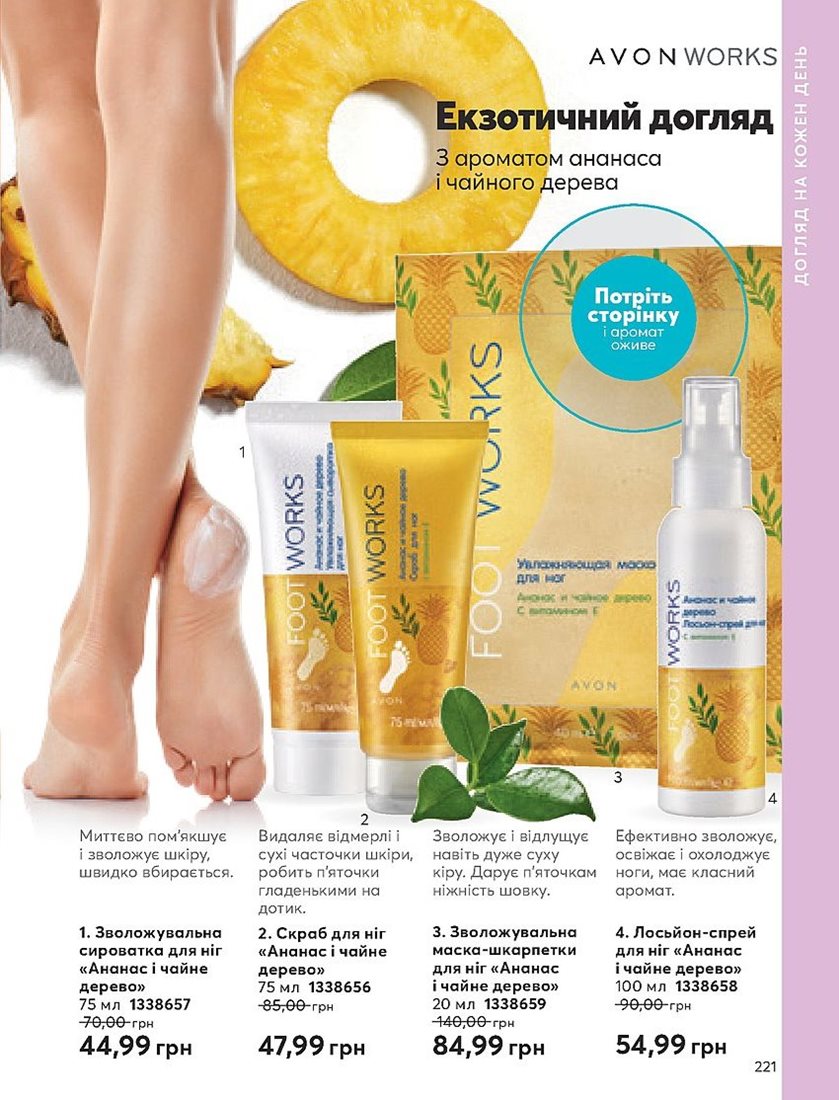 AVON WORKS
ДОГЛЯД НА КОЖЕН ДЕНЬ
Екзотичний догляд
З ароматом ананаса
і чайного дерева
Потріть
сторінку
і аромат
оживе
1
FOOT WORKS
Ананас и чайное дерево
Увлажняющая сыворотка
для ног
AVON
FOOT WORKS
Ананас и чайное дерево
Скраб для ног
с витамином Е
AVON
2
FOOT WORKS
Увлажняющая маска
для ног
Ананас и чайное дерево
С витамином Е
AVON
3
FOOT WORKS
Ананас и чайное
дерево
Лосьон-спрей для ног
С витамином Е
4
Миттєво пом'якшує
і зволожує шкіру,
швидко вбирається.
1. Зволожувальна
сироватка для ніг
«Ананас і чайне
дерево»
75 мл 1338657
70,00 грн
44,99 грн
Видаляє відмерлі і
сухі часточки шкіри,
робить п'яточки
гладенькими на
дотик.
2. Скраб для ніг
«Ананас і чайне
дерево»
75 мл 1338656
85,00 грн
47,99 грн
Зволожує і відлущує
навіть дуже суху
кіру. Дарує п'яточкам
ніжність шовку.
3. Зволожувальна
маска-шкарпетки
для ніг «Ананас
і чайне дерево»
20 мл 1338659
140,00 грн
84,99 грн
Ефективно зволожує,
освіжає і охолоджує
ноги, має класний
аромат.
4. Лосьйон-спрей
для ніг «Ананас
і чайне дерево»
100 мл 1338658
90,00 грн
54,99 грн
221